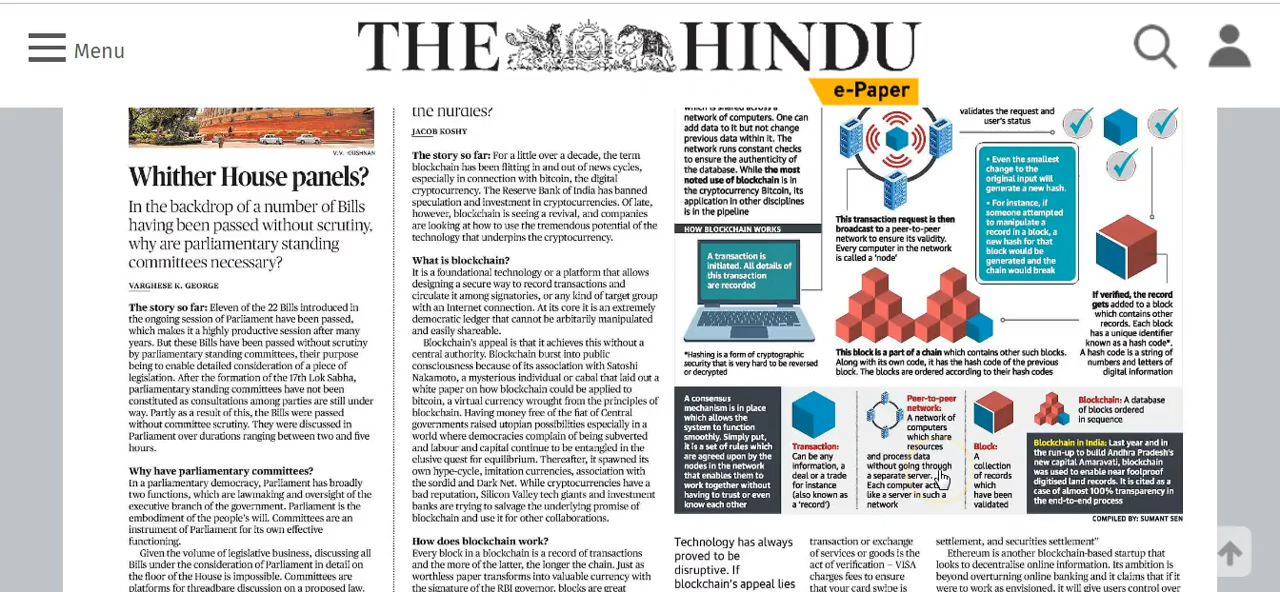 Menu
THE HINDU
e-Paper
V.V. KRISHNAN
Whither House panels?
In the backdrop of a number of Bills
having been passed without scrutiny,
why are parliamentary standing
committees necessary?
VARGHESE K. GEORGE
The story so far: Eleven of the 22 Bills introduced in
the ongoing session of Parliament have been passed,
which makes it a highly productive session after many
years. But these Bills have been passed without scrutiny
by parliamentary standing committees, their purpose
being to enable detailed consideration of a piece of
legislation. After the formation of the 17th Lok Sabha,
parliamentary standing committees have not been
constituted as consultations among parties are still under
way. Partly as a result of this, the Bills were passed
without committee scrutiny. They were discussed in
Parliament over durations ranging between two and five
hours.
Why have parliamentary committees?
In a parliamentary democracy, Parliament has broadly
two functions, which are lawmaking and oversight of the
executive branch of the government. Parliament is the
embodiment of the people's will. Committees are an
instrument of Parliament for its own effective
functioning.
Given the volume of legislative business, discussing all
Bills under the consideration of Parliament in detail on
the floor of the House is impossible. Committees are
platforms for threadbare discussion on a proposed law.
the hurdles?
JACOB KOSHY
The story so far: For a little over a decade, the term
blockchain has been flitting in and out of news cycles,
especially in connection with bitcoin, the digital
cryptocurrency. The Reserve Bank of India has banned
speculation and investment in cryptocurrencies. Of late,
however, blockchain is seeing a revival, and companies
are looking at how to use the tremendous potential of the
technology that underpins the cryptocurrency.
What is blockchain?
It is a foundational technology or a platform that allows
designing a secure way to record transactions and
circulate it among signatories, or any kind of target group
with an Internet connection. At its core it is an extremely
democratic ledger that cannot be arbitrarily manipulated
and easily shareable.
Blockchain's appeal is that it achieves this without a
central authority. Blockchain burst into public
consciousness because of its association with Satoshi
Nakamoto, a mysterious individual or cabal that laid out a
white paper on how blockchain could be applied to
bitcoin, a virtual currency wrought from the principles of
blockchain. Having money free of the fiat of Central
governments raised utopian possibilities especially in a
world where democracies complain of being subverted
and labour and capital continue to be entangled in the
elusive quest for equilibrium. Thereafter, it spawned its
own hype-cycle, imitation currencies, association with
the sordid and Dark Net. While cryptocurrencies have a
bad reputation, Silicon Valley tech giants and investment
banks are trying to salvage the underlying promise of
blockchain and use it for other collaborations.
How does blockchain work?
Every block in a blockchain is a record of transactions
and the more of the latter, the longer the chain. Just as
worthless paper transforms into valuable currency with
the signature of the RBI governor, blocks are great
which is shared across a
network of computers. One can
add data to it but not change
previous data within it. The
network runs constant checks
to ensure the authenticity of
the database. While the most
noted use of blockchain is in
the cryptocurrency Bitcoin, its
application in other disciplines
is in the pipeline
HOW BLOCKCHAIN WORKS
A transaction is
initiated. All details of
this transaction
are recorded
*Hashing is a form of cryptographic
security that is very hard to be reversed
or decrypted
This transaction request is then
broadcast to a peer-to-peer
network to ensure its validity.
Every computer in the network
is called a 'node'
validates the request and
user's status
• Even the smallest
change to the
original input will
generate a new hash.
• For instance, if
someone attempted
to manipulate a
record in a block, a
new hash for that
block would be
generated and the
chain would break
If verified, the record
gets added to a block
which contains other
records. Each block
has a unique identifier
known as a hash code*.
A hash code is a string
of numbers and letters of
digital information
This block is a part of a chain which contains other such blocks.
Along with its own code, it has the hash code of the previous
block. The blocks are ordered according to their hash codes
A consensus
mechanism is in place
which allows the
system to function
smoothly. Simply put,
it is a set of rules which
are agreed upon by the
nodes in the network
that enables them to
work together without
having to trust or even
know each other
Transaction:
Can be any
information, a
deal or a trade
for instance
(also known as
a 'record')
Peer-to-peer
network:
A network of
computers
which share
resources
and process data
without going through
a separate server.
Each computer acts
like a server in such a
network
Block:
A
collection
of records
which
have been
validated
Blockchain: A database
of blocks ordered
in sequence
Blockchain in India: Last year and in
the run-up to build Andhra Pradesh's
new capital Amaravati, blockchain
was used to enable near foolproof
digitised land records. It is cited as a
case of almost 100% transparency in
the end-to-end process
COMPILED BY: SUMANT SEN
Technology has always
proved to be
disruptive. If
blockchain's appeal lies
transaction or exchange
of services or goods is the
act of verification – VISA
charges fees to ensure
that your card swipe is
settlement, and securities settlement"
Ethereum is another blockchain-based startup that
looks to decentralise online information. Its ambition is
beyond overturning online banking and it claims that if it
were to work as envisioned, it will give users control over